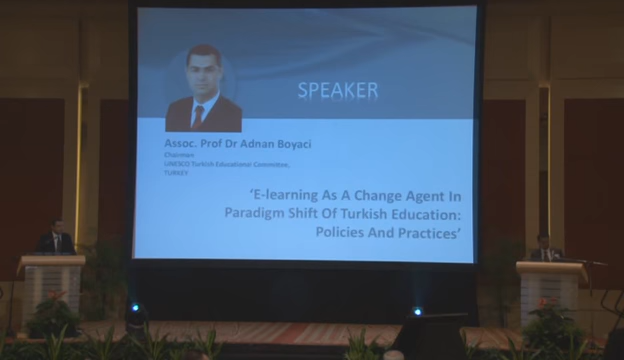 SPEAKER
Assoc. Prof Dr Adnan Boyaci
Chairman
UNESCO Turkish Educational Committee,
TURKEY
‘E-learning As A Change Agent In
Paradigm Shift Of Turkish Education:
Policies And Practices’